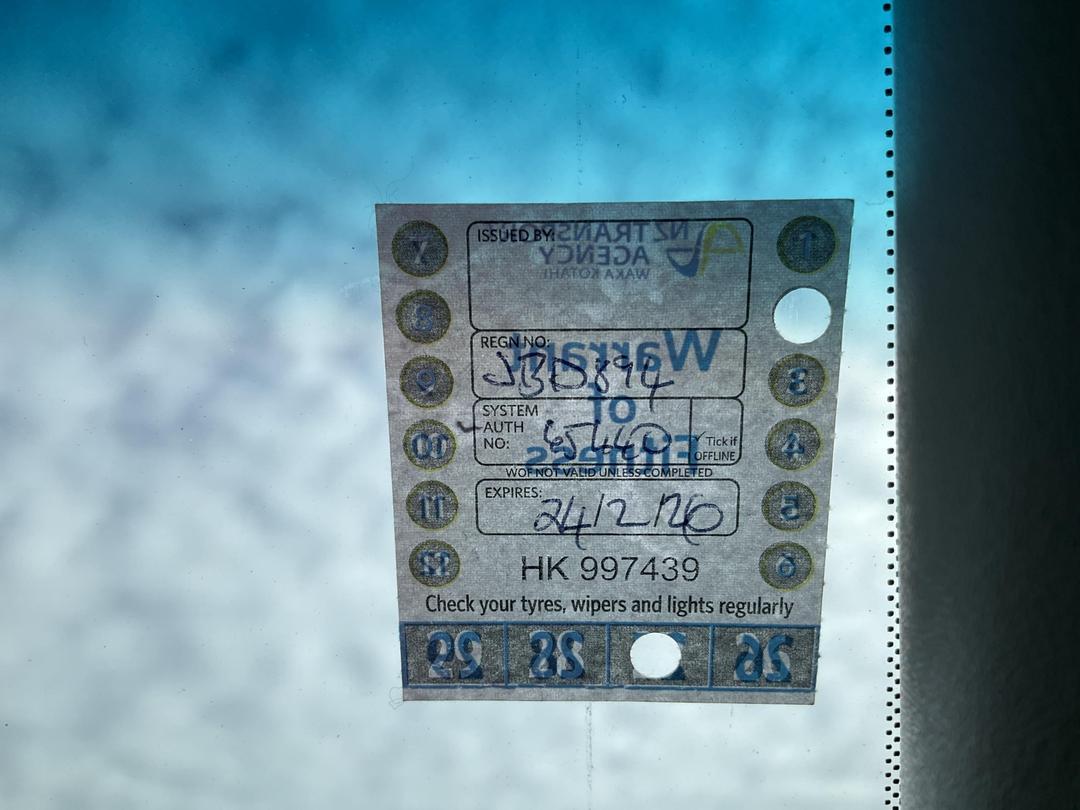 7 ISSUED BY: NZ TRANSPORT 1
AGENCY
WAKA KOTAHI
8
REGN NO: Warrant
9 JBD894 3
SYSTEM of
AUTH
10 NO: 65440 ✓ Tick if 4
OFFLINE
Fitness
WOF NOT VALID UNLESS COMPLETED
EXPIRES:
11 24/2/26 5
12 HK 997439 6
Check your tyres, wipers and lights regularly
29 28 26